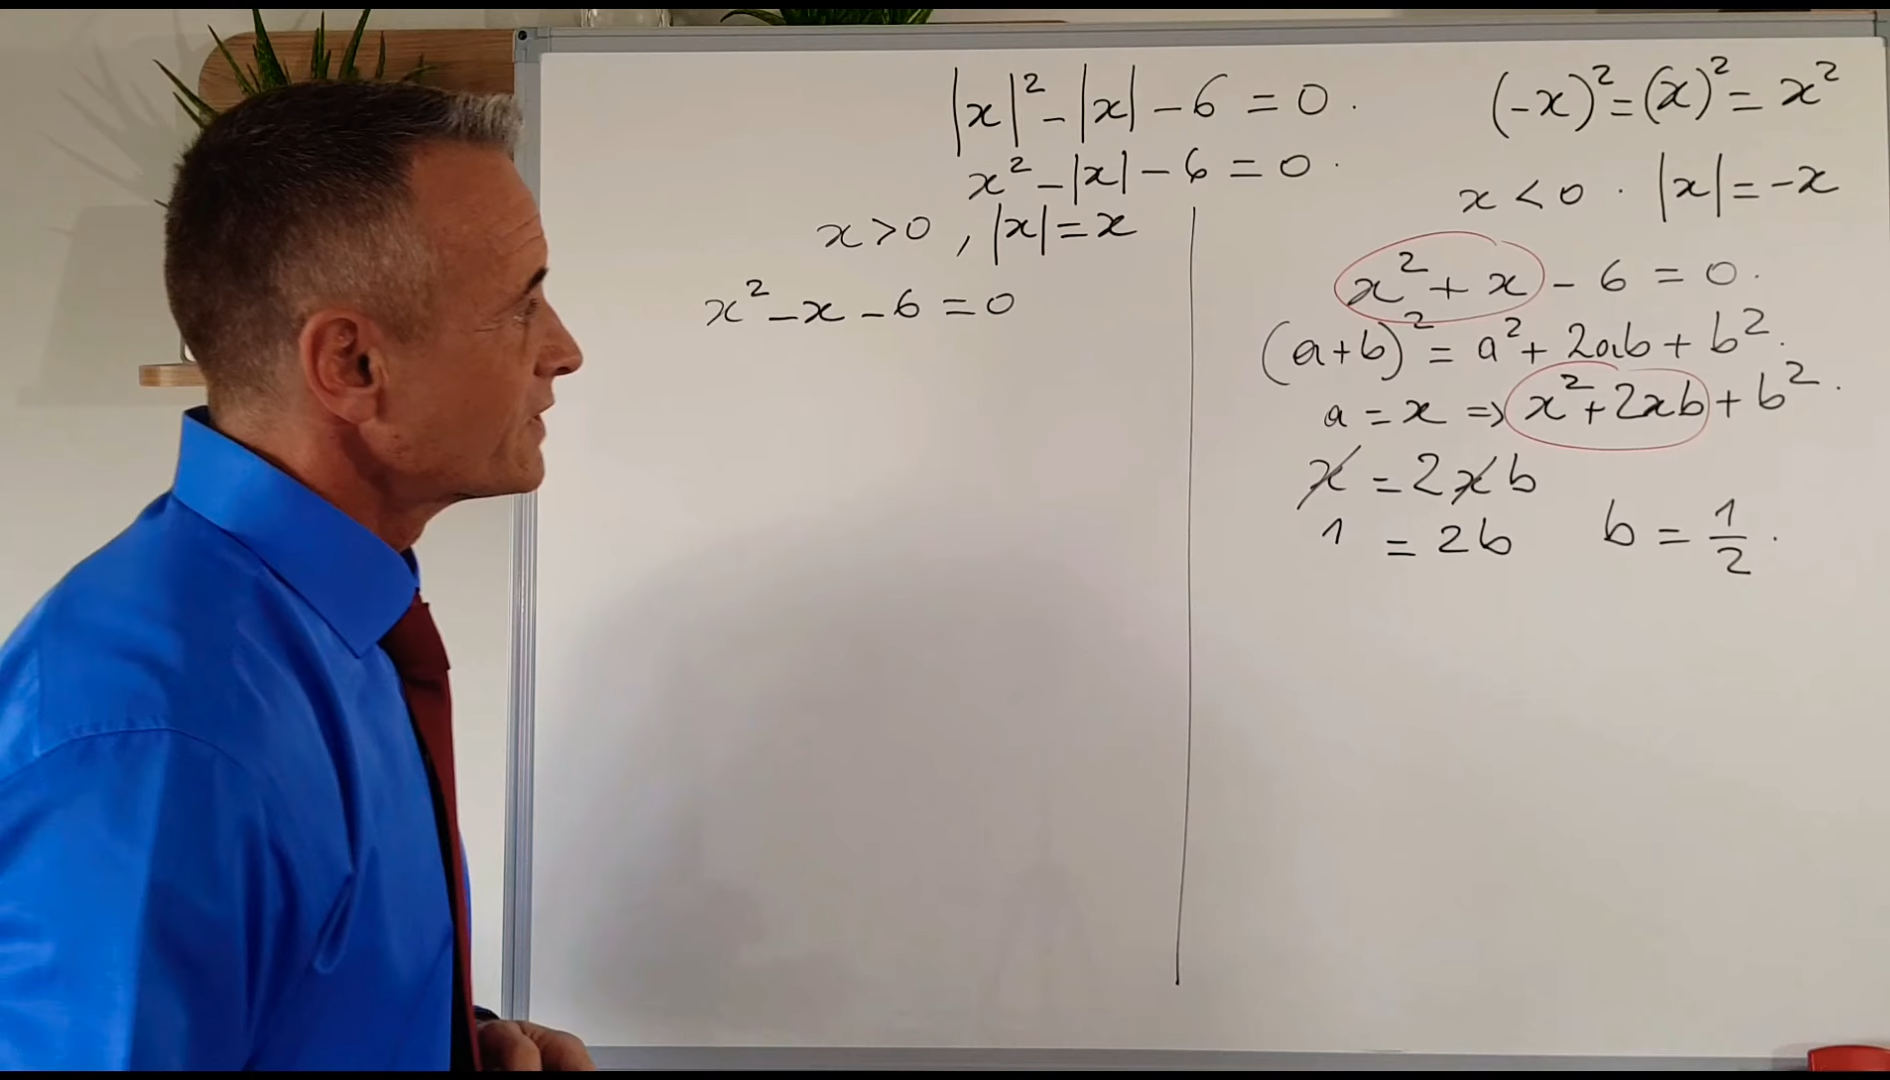 |x|² - |x| - 6 = 0 .
x² - |x| - 6 = 0 .
x > 0 , |x| = x
x² - x - 6 = 0
(-x)² = (x)² = x²
x < 0 . |x| = -x
x² + x - 6 = 0 .
(a+b)² = a² + 2ab + b² .
a = x ⇒ x² + 2xb + b² .
x = 2xb
1 = 2b b = 1/2 .